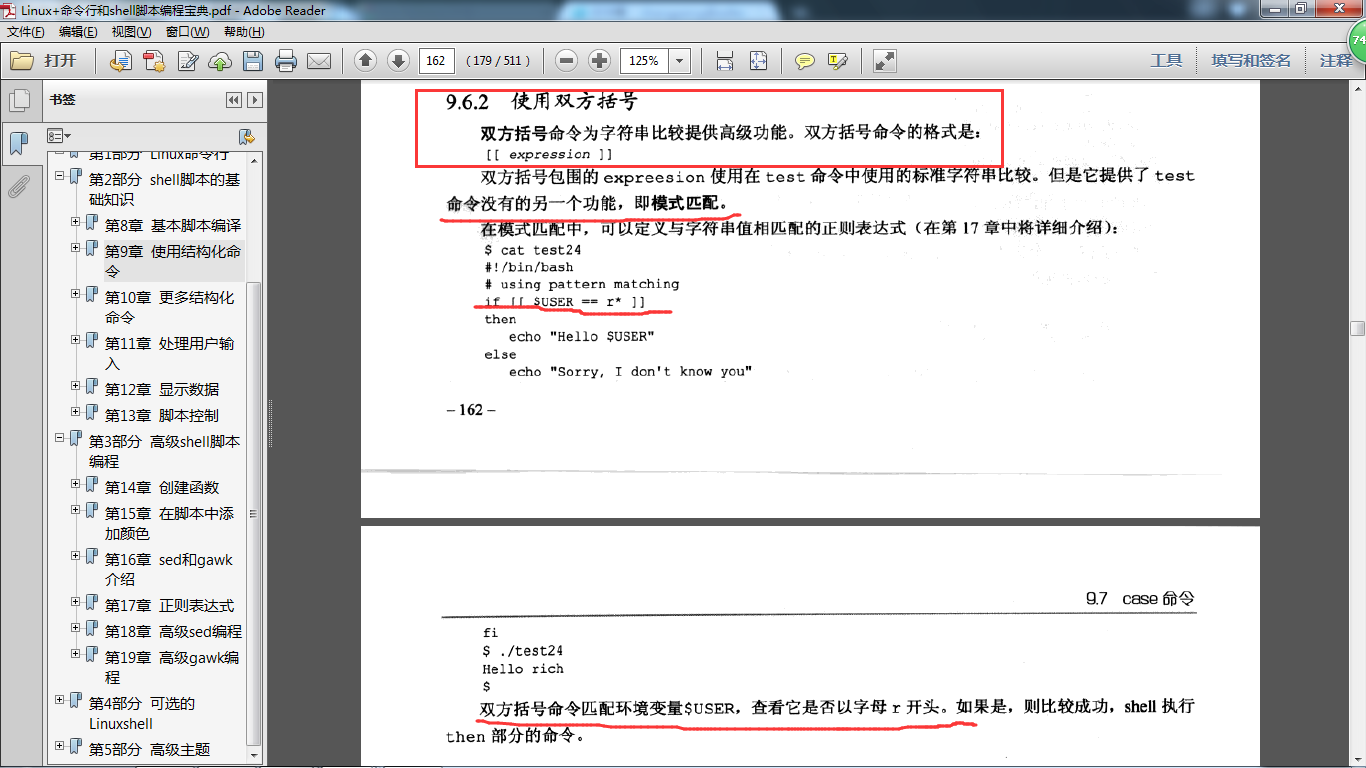 Linux+命令行和shell脚本编程宝典.pdf - Adobe Reader
文件(F) 编辑(E) 视图(V) 窗口(W) 帮助(H)
打开 162 (179 / 511) 125% 工具 填写和签名 注释
74
书签
第1部分 Linux命令行
第2部分 shell脚本的基
础知识
第8章 基本脚本编译
第9章 使用结构化命
令
第10章 更多结构化
命令
第11章 处理用户输
入
第12章 显示数据
第13章 脚本控制
第3部分 高级shell脚本
编程
第14章 创建函数
第15章 在脚本中添
加颜色
第16章 sed和gawk
介绍
第17章 正则表达式
第18章 高级sed编程
第19章 高级gawk编
程
第4部分 可选的
Linuxshell
第5部分 高级主题
9.6.2 使用双方括号
双方括号命令为字符串比较提供高级功能。双方括号命令的格式是：
[[ expression ]]
双方括号包围的 expreesion 使用在 test 命令中使用的标准字符串比较。但是它提供了 test
命令没有的另一个功能，即模式匹配。
在模式匹配中，可以定义与字符串值相匹配的正则表达式（在第 17 章中将详细介绍）：
$ cat test24
#!/bin/bash
# using pattern matching
if [[ $USER == r* ]]
then
echo "Hello $USER"
else
echo "Sorry, I don't know you"
– 162 –
9.7 case 命令
fi
$ ./test24
Hello rich
$
双方括号命令匹配环境变量$USER，查看它是否以字母 r 开头。如果是，则比较成功，shell 执行
then 部分的命令。